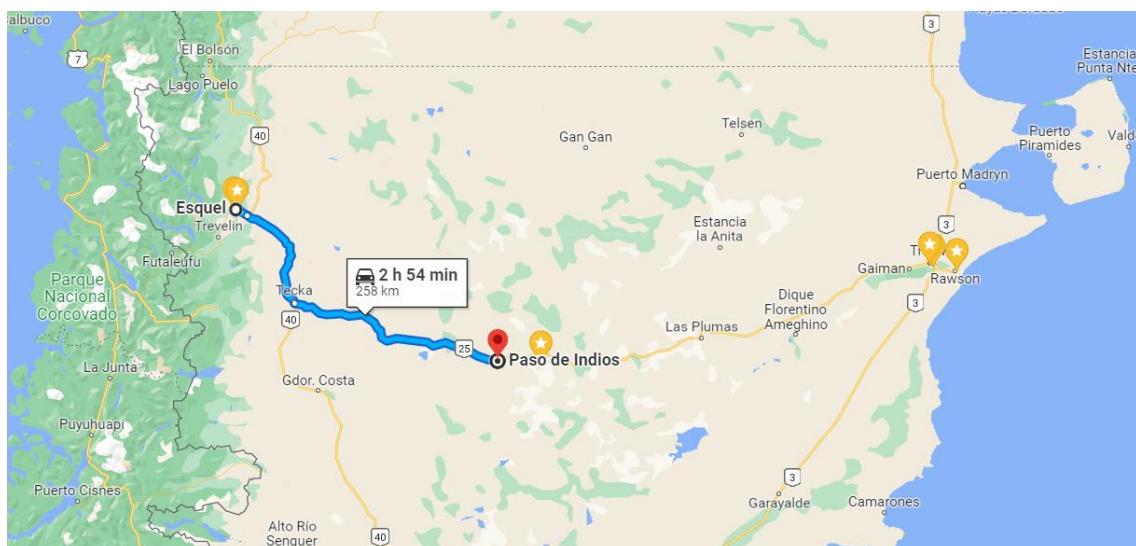 Calbuco
7
El Bolsón
Lago Puelo
40
Esquel
Trevelin
Futaleufu
Parque
Nacional
Corcovado
Tecka
40
2 h 54 min
258 km
25
Paso de Indios
La Junta
Gdor. Costa
Puyuhuapi
Puerto Cisnes
Alto Río
Senguer
40
Gan Gan
Telsen
Estancia
la Anita
Las Plumas
Dique
Florentino
Ameghino
Gaiman
Rawson
3
3
3
3
Puerto Madryn
Puerto
Piramides
Estancia
Punta Nte
Vald
Garayalde
Camarones